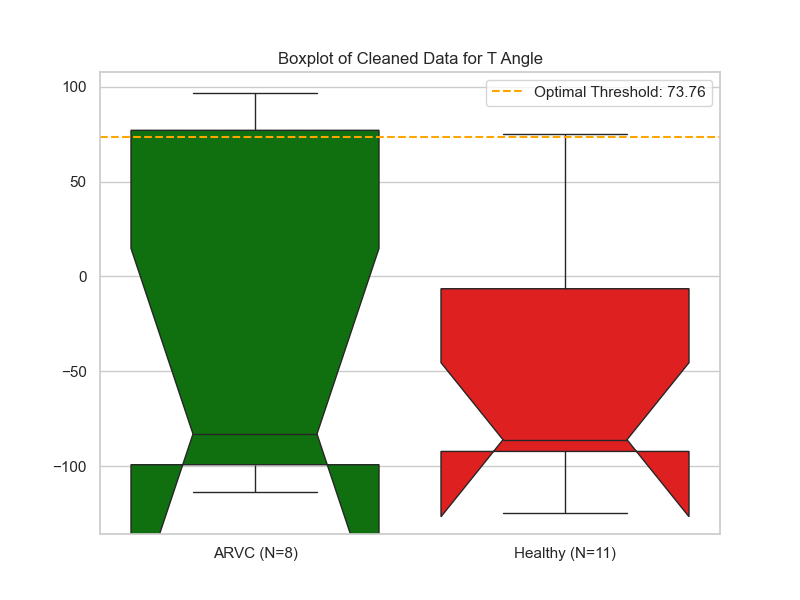 Boxplot of Cleaned Data for T Angle
Optimal Threshold: 73.76
100
50
0
−50
−100
ARVC (N=8)
Healthy (N=11)